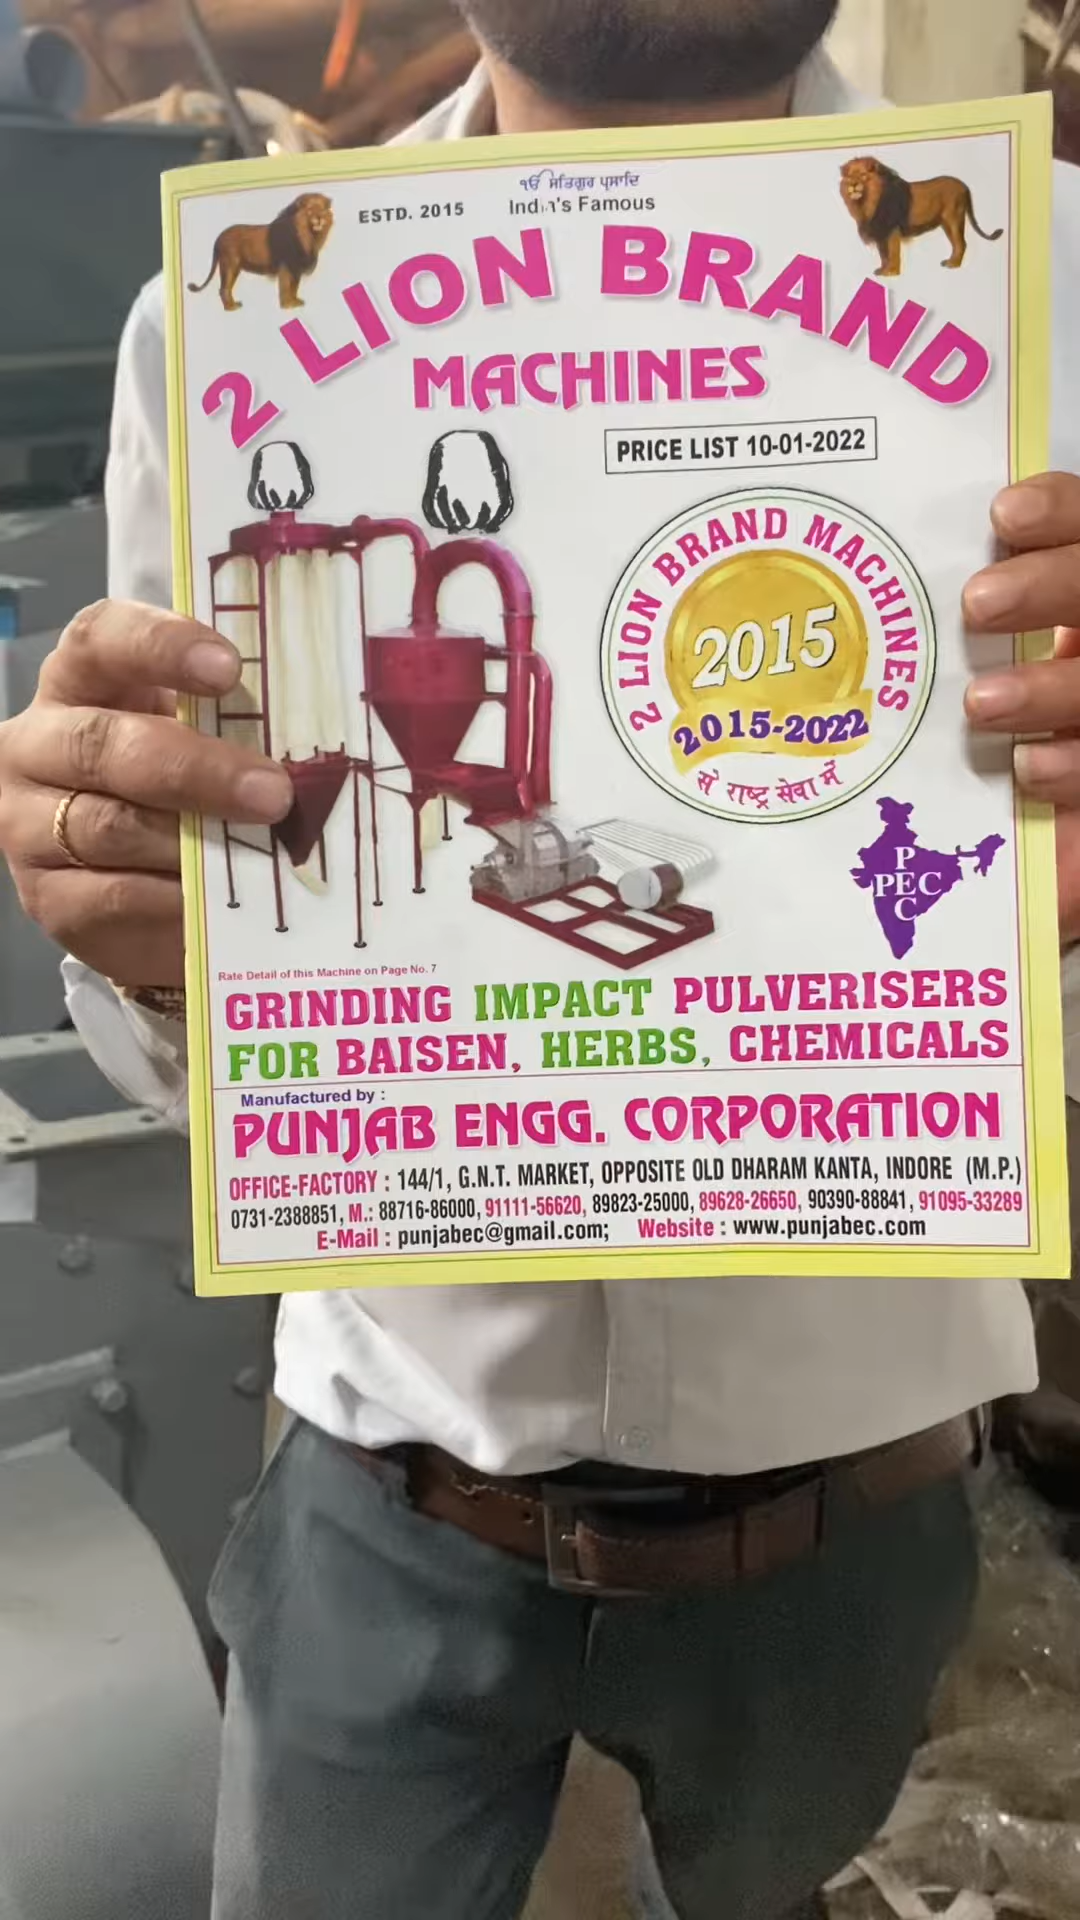 ੴ ਸਤਿਗੁਰ ਪ੍ਰਸਾਦਿ
ESTD. 2015
India's Famous
2 LION BRAND
MACHINES
PRICE LIST 10-01-2022
2 LION BRAND MACHINES
2015
2015-2022
से राष्ट्र सेवा में
P
PEC
C
Rate Detail of this Machine on Page No. 7
GRINDING IMPACT PULVERISERS
FOR BAISEN, HERBS, CHEMICALS
Manufactured by :
PUNJAB ENGG. CORPORATION
OFFICE-FACTORY : 144/1, G.N.T. MARKET, OPPOSITE OLD DHARAM KANTA, INDORE (M.P.)
0731-2388851, M.: 88716-86000, 91111-56620, 89823-25000, 89628-26650, 90390-88841, 91095-33289
E-Mail : punjabec@gmail.com; Website : www.punjabec.com